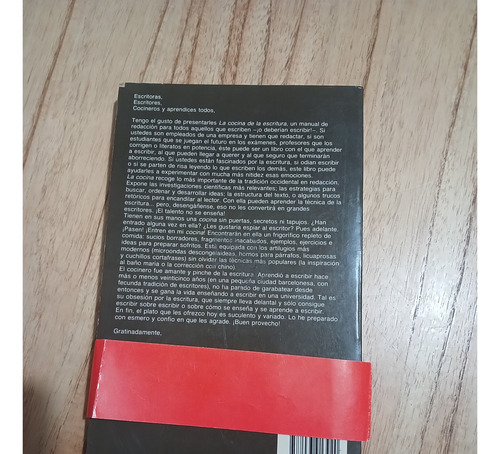 Escritoras,
Escritores,
Cocineros y aprendices todos,
Tengo el gusto de presentarles La cocina de la escritura, un manual de
redacción para todos aquellos que escriben –¡o deberían escribir!–. Si
ustedes son empleados de una empresa y tienen que redactar, si son
estudiantes que se juegan el futuro en los exámenes, profesores que los
corrigen o literatos en potencia, éste puede ser un libro con el que aprender
a escribir, al que pueden llegar a querer y al que seguro que terminarán
aborreciendo. Si ustedes están fascinados por la escritura, si odian escribir
o si se parten de risa leyendo lo que escriben los demás, este libro puede
ayudarles a experimentar con mucha más nitidez esas emociones.
La cocina recoge lo más importante de la tradición occidental en redacción.
Expone las investigaciones científicas más relevantes; las estrategias para
buscar, ordenar y desarrollar ideas; la estructura del texto, o algunos trucos
retóricos para encandilar al lector. Con ella pueden aprender la técnica de la
escritura... pero, desengáñense, eso no les convertirá en grandes
escritores. ¡El talento no se enseña!
Tienen en sus manos una cocina sin puertas, secretos ni tapujos. ¿Han
entrado alguna vez en ella? ¿Les gustaría espiar al escritor? Pues adelante.
¡Pasen! ¡Entren en mi cocina! Encontrarán en ella un frigorífico repleto de
comida: sucios borradores, fragmentos inacabados, ejemplos, ejercicios e
ideas para preparar sofritos. Está equipada con los artilugios más
modernos (microondas descongelaideas, hornos para párrafos, licuaprosas
y cuchillos cortafrases) sin olvidar las técnicas más populares (la inspiración
al baño maría o la corrección con chino).
El cocinero fue amante y pinche de la escritura. Aprendió a escribir hace
más o menos veinticinco años (en una pequeña ciudad barcelonesa, con
fecunda tradición de escritores), no ha parado de garabatear desde
entonces y se gana la vida enseñando a escribir en una universidad. Tal es
su obsesión por la escritura, que siempre lleva delantal y sólo consigue
escribir sobre escribir o sobre cómo se enseña y se aprende a escribir.
En fin, el plato que les ofrezco hoy es suculento y variado. Lo he preparado
con esmero y confío en que les agrade. ¡Buen provecho!
Gratinadamente,